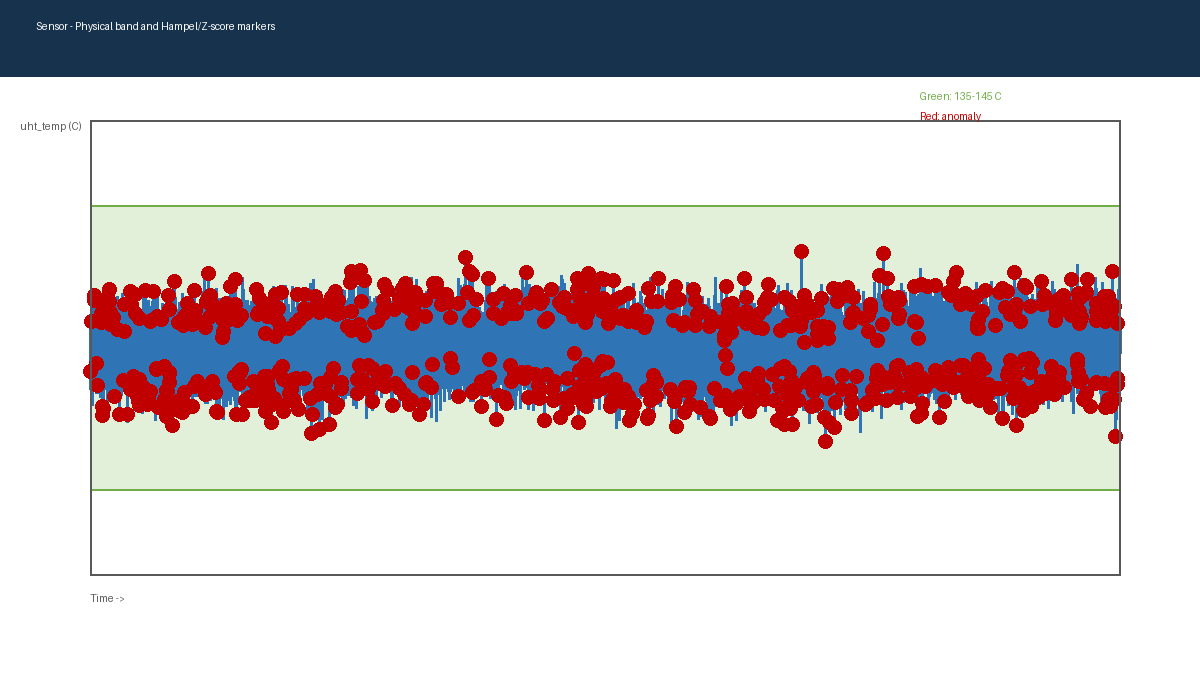 Sensor - Physical band and Hampel/Z-score markers
Green: 135-145 C
Red: anomaly
uht_temp (C)
Time ->